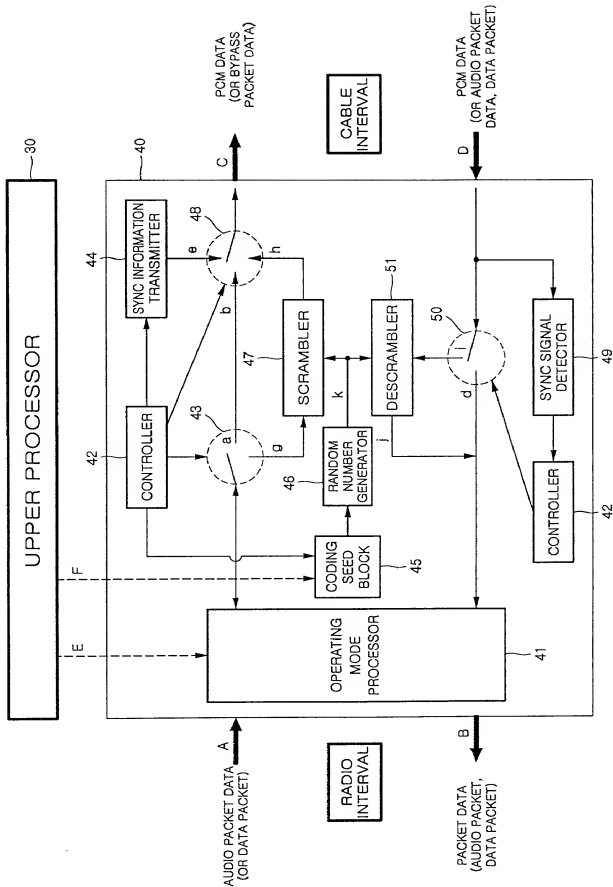 UPPER PROCESSOR
30
40
E
F
42
CONTROLLER
44
SYNC INFORMATION
TRANSMITTER
AUDIO PACKET DATA
(OR DATA PACKET)
A
43
a
b
e
48
h
C
PCM DATA
(OR BYPASS
PACKET DATA)
g
47
SCRAMBLER
RADIO
INTERVAL
OPERATING
MODE
PROCESSOR
41
CODING
SEED
BLOCK
45
46
RANDOM
NUMBER
GENERATOR
k
DESCRAMBLER
51
j
CABLE
INTERVAL
PACKET DATA
(AUDIO PACKET,
DATA PACKET)
B
d
i
50
D
PCM DATA
(OR AUDIO PACKET
DATA, DATA PACKET)
CONTROLLER
42
SYNC SIGNAL
DETECTOR
49